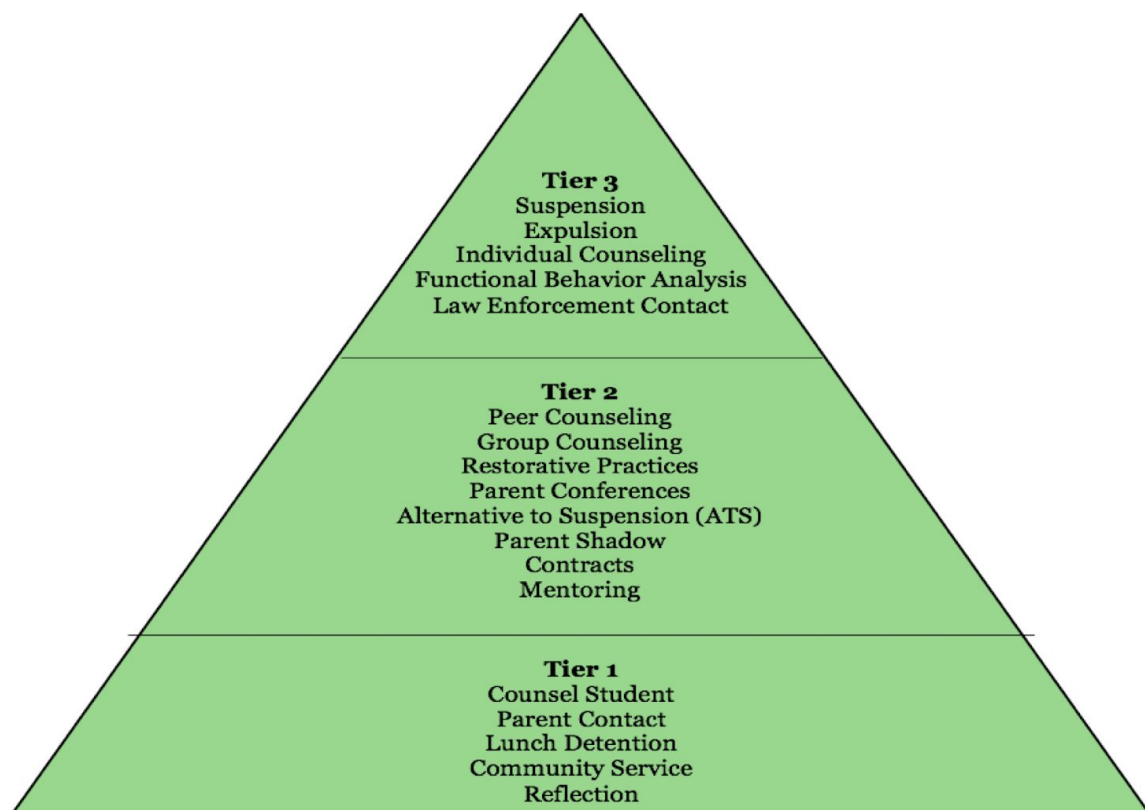 Tier 3
Suspension
Expulsion
Individual Counseling
Functional Behavior Analysis
Law Enforcement Contact
Tier 2
Peer Counseling
Group Counseling
Restorative Practices
Parent Conferences
Alternative to Suspension (ATS)
Parent Shadow
Contracts
Mentoring
Tier 1
Counsel Student
Parent Contact
Lunch Detention
Community Service
Reflection